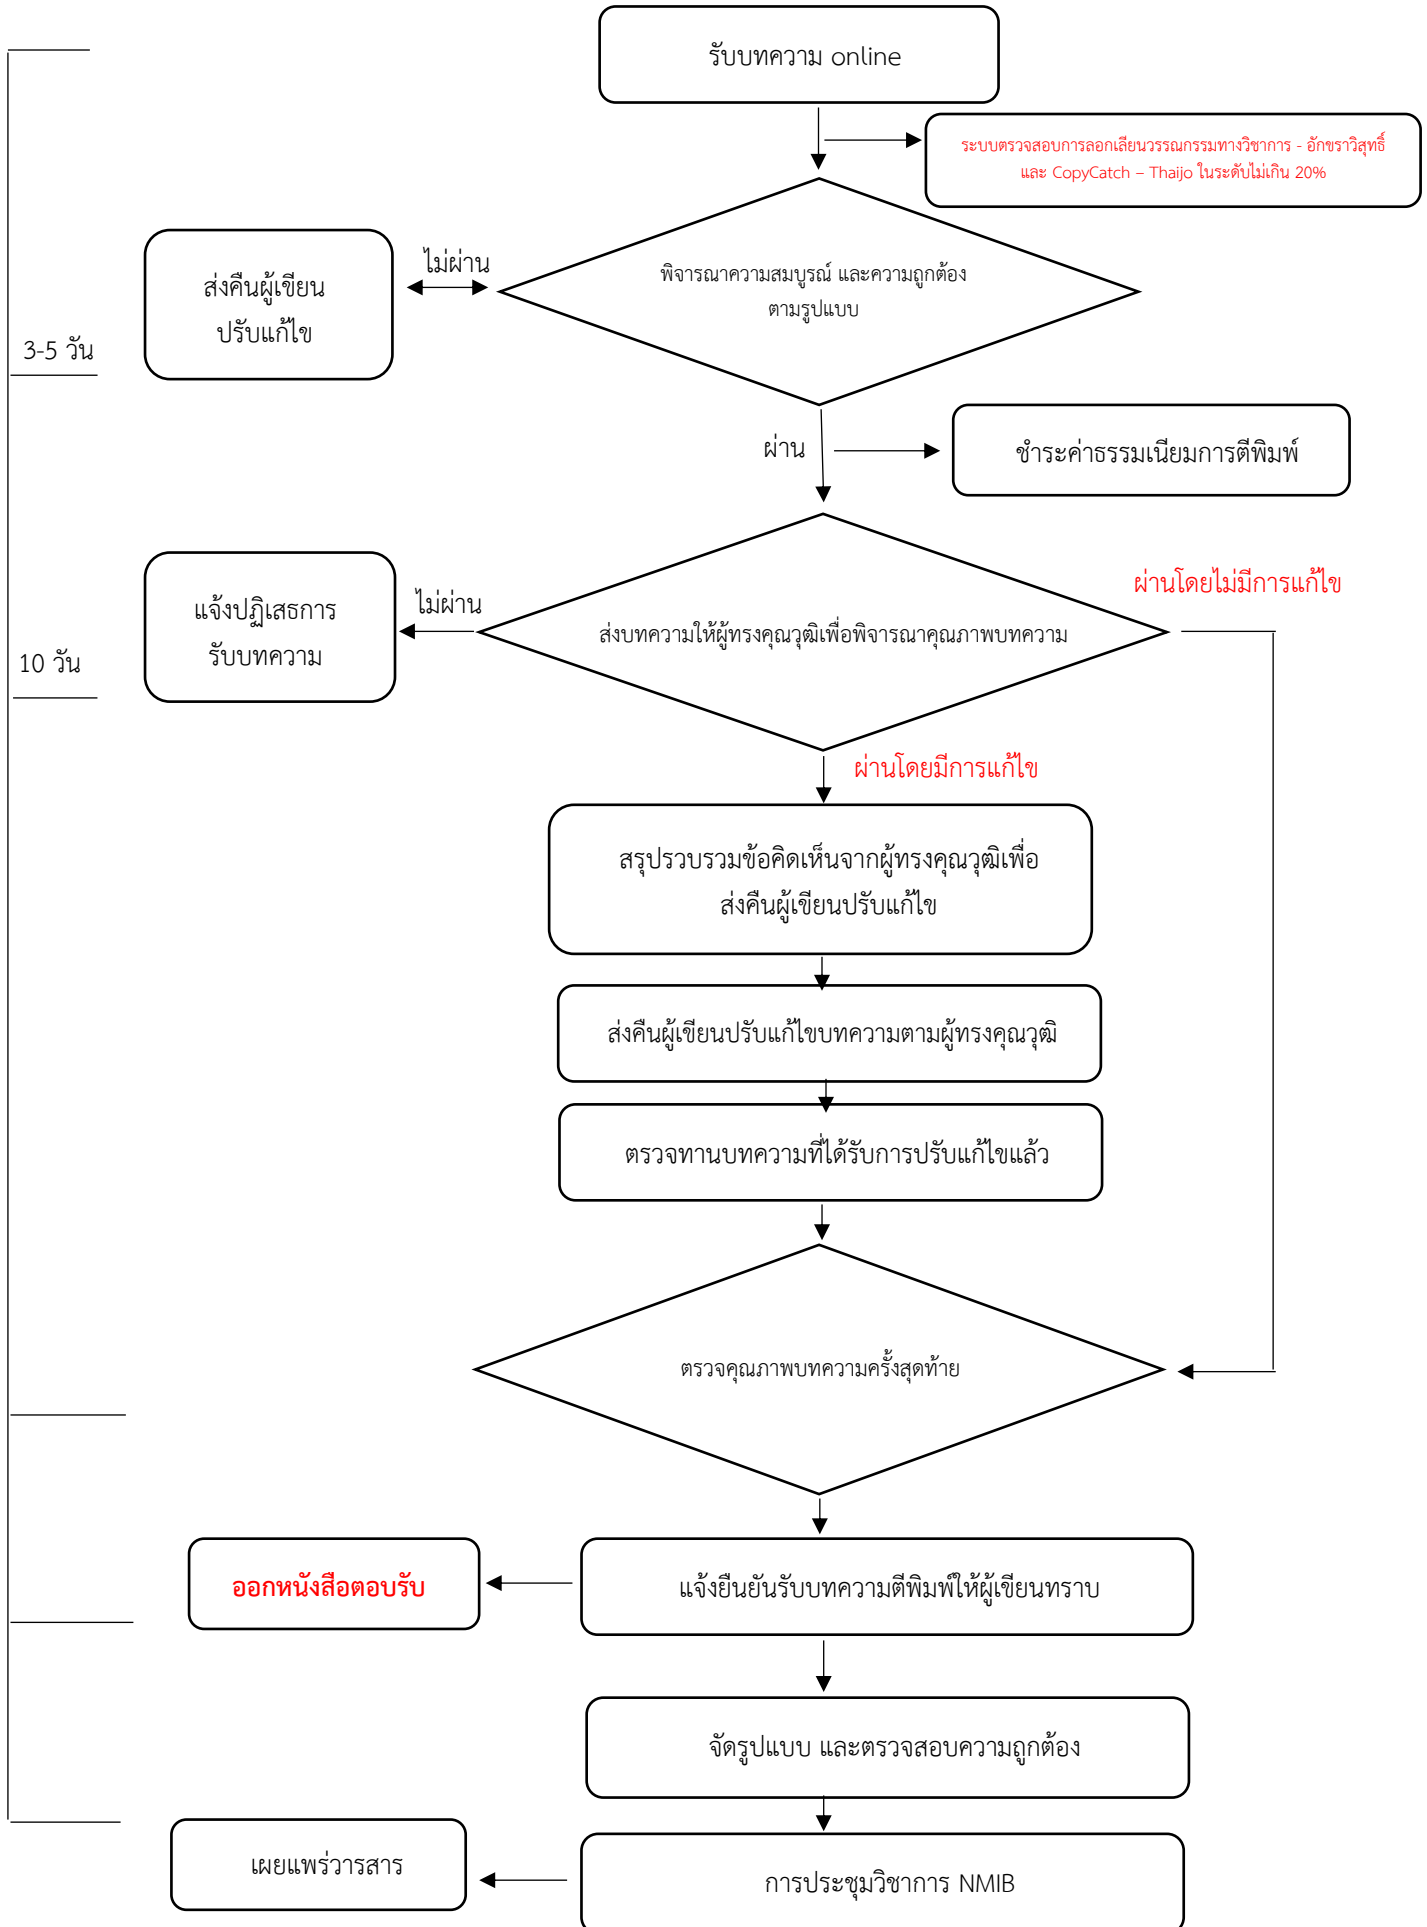 รับบทความ online
ระบบตรวจสอบการลอกเลียนวรรณกรรมทางวิชาการ - อักขราวิสุทธิ์
และ CopyCatch – Thaijo ในระดับไม่เกิน 20%
ไม่ผ่าน
พิจารณาความสมบูรณ์ และความถูกต้อง
ตามรูปแบบ
ส่งคืนผู้เขียน
ปรับแก้ไข
3-5 วัน
ผ่าน
ชำระค่าธรรมเนียมการตีพิมพ์
ผ่านโดยไม่มีการแก้ไข
ไม่ผ่าน
แจ้งปฏิเสธการ
รับบทความ
ส่งบทความให้ผู้ทรงคุณวุฒิเพื่อพิจารณาคุณภาพบทความ
10 วัน
ผ่านโดยมีการแก้ไข
สรุปรวบรวมข้อคิดเห็นจากผู้ทรงคุณวุฒิเพื่อ
ส่งคืนผู้เขียนปรับแก้ไข
ส่งคืนผู้เขียนปรับแก้ไขบทความตามผู้ทรงคุณวุฒิ
ตรวจทานบทความที่ได้รับการปรับแก้ไขแล้ว
ตรวจคุณภาพบทความครั้งสุดท้าย
ออกหนังสือตอบรับ
แจ้งยืนยันรับบทความตีพิมพ์ให้ผู้เขียนทราบ
จัดรูปแบบ และตรวจสอบความถูกต้อง
เผยแพร่วารสาร
การประชุมวิชาการ NMIB